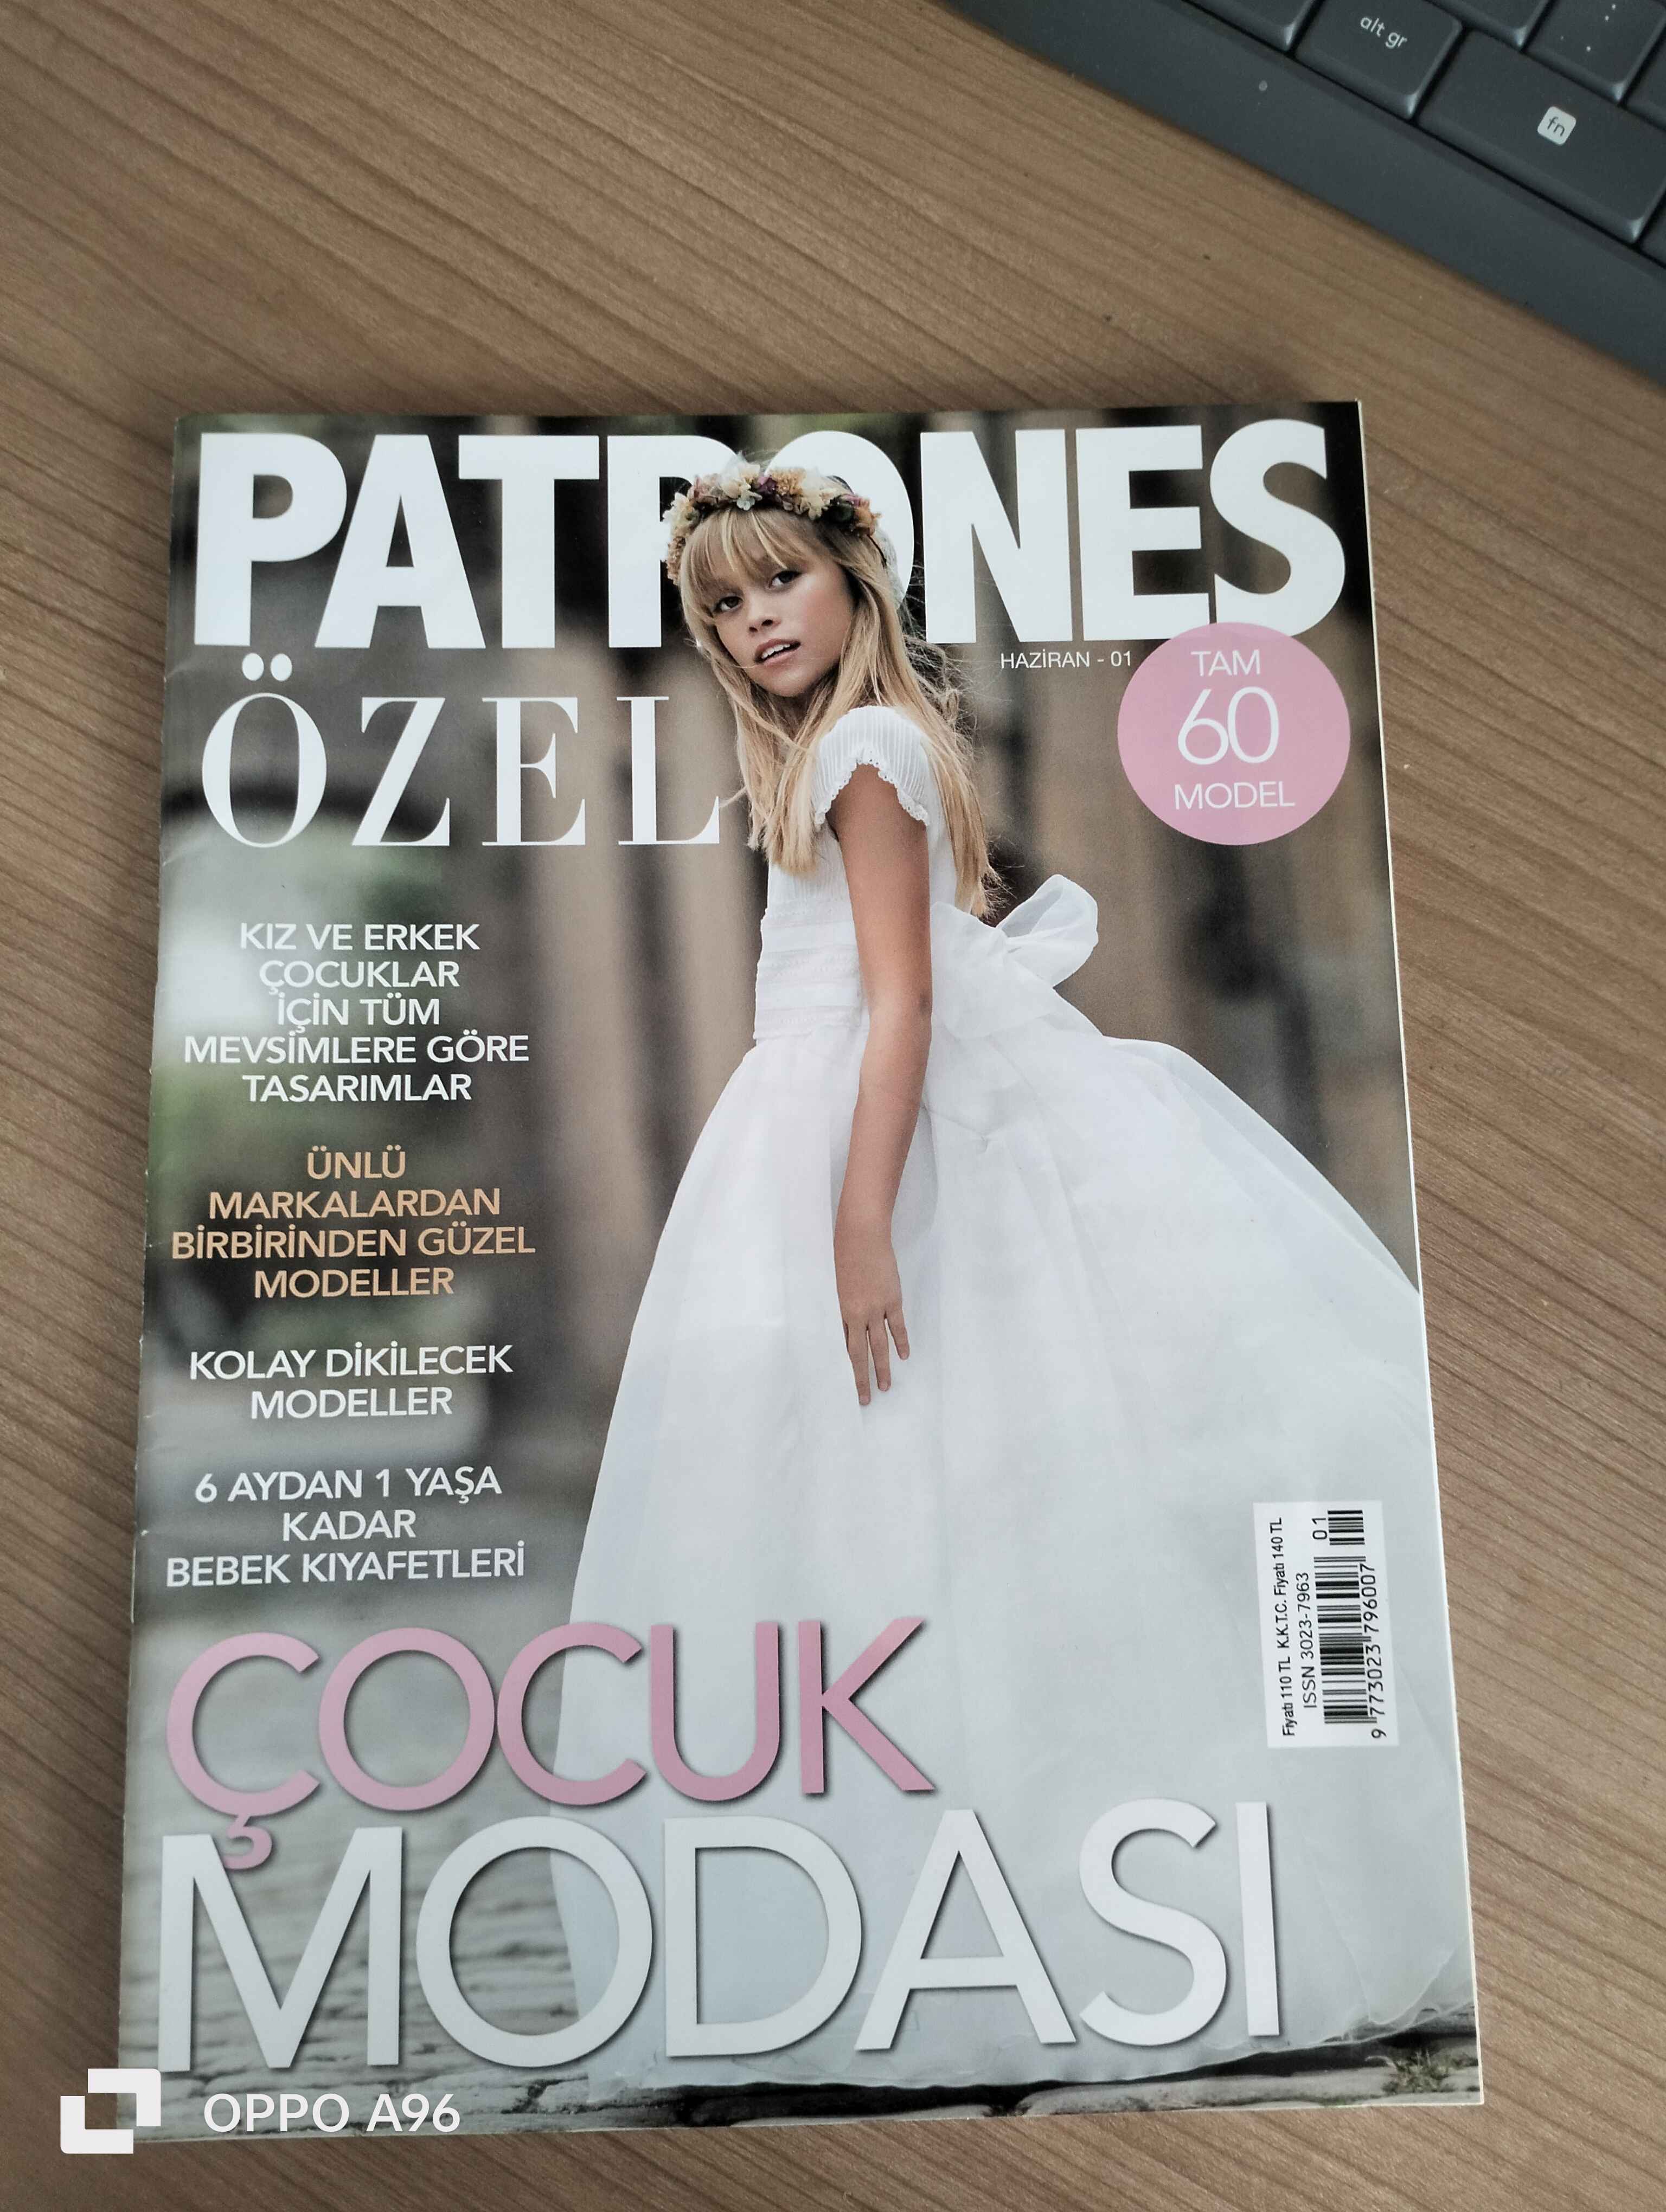 alt gr
fn
PATRONES
HAZİRAN - 01
ÖZEL
TAM
60
MODEL
KIZ VE ERKEK
ÇOCUKLAR
İÇİN TÜM
MEVSİMLERE GÖRE
TASARIMLAR
ÜNLÜ
MARKALARDAN
BİRBİRİNDEN GÜZEL
MODELLER
KOLAY DİKİLECEK
MODELLER
6 AYDAN 1 YAŞA
KADAR
BEBEK KIYAFETLERİ
Fiyatı 110 TL K.K.T.C. Fiyatı 140 TL
ISSN 3023-7963
01
9 773023 796007
ÇOCUK
MODASI
OPPO A96